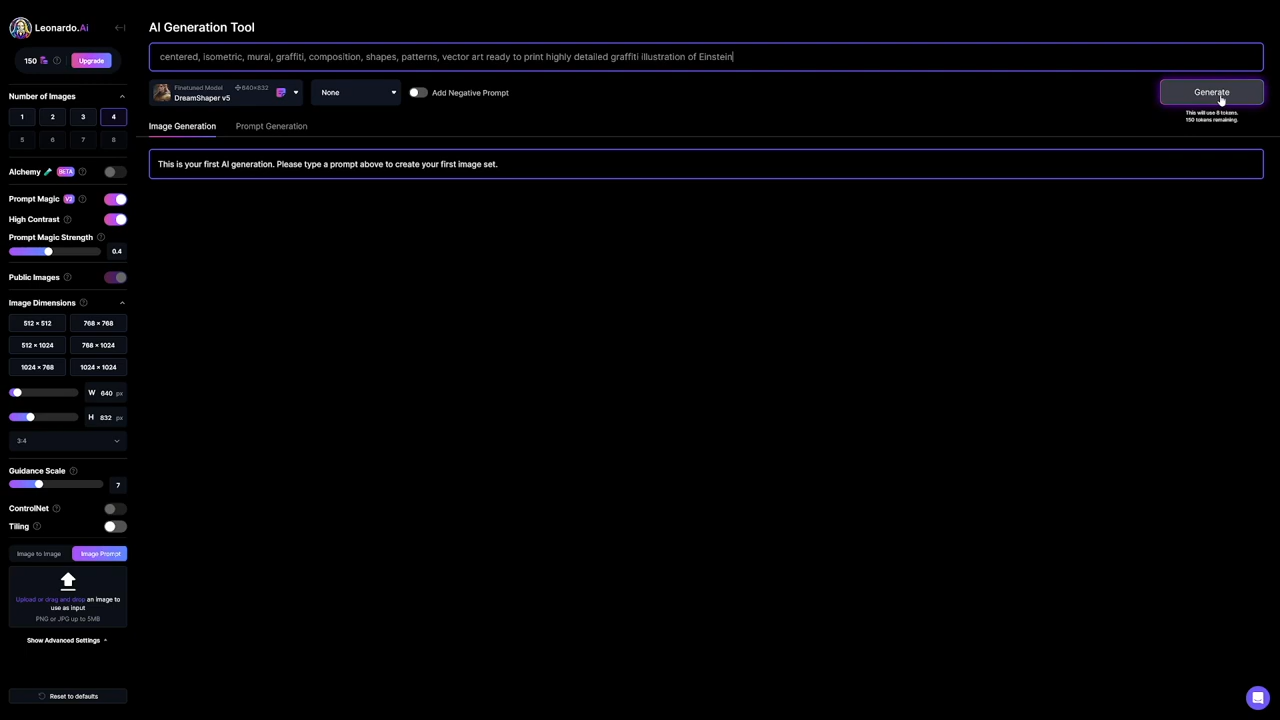 Leonardo.Ai
150
Upgrade
Number of Images
1 2 3 4
5 6 7 8
Alchemy BETA
Prompt Magic V2
High Contrast
Prompt Magic Strength
0.4
Public Images
Image Dimensions
512 × 512 768 × 768
512 × 1024 768 × 1024
1024 × 768 1024 × 1024
W 640 px
H 832 px
3:4
Guidance Scale
7
ControlNet
Tiling
Image to Image Image Prompt
Upload or drag and drop an image to
use as input
PNG or JPG up to 5MB
Show Advanced Settings
Reset to defaults
AI Generation Tool
centered, isometric, mural, graffiti, composition, shapes, patterns, vector art ready to print highly detailed graffiti illustration of Einstein
Finetuned Model 640×832
DreamShaper v5
None
Add Negative Prompt
Generate
This will use 8 tokens.
150 tokens remaining.
Image Generation Prompt Generation
This is your first AI generation. Please type a prompt above to create your first image set.